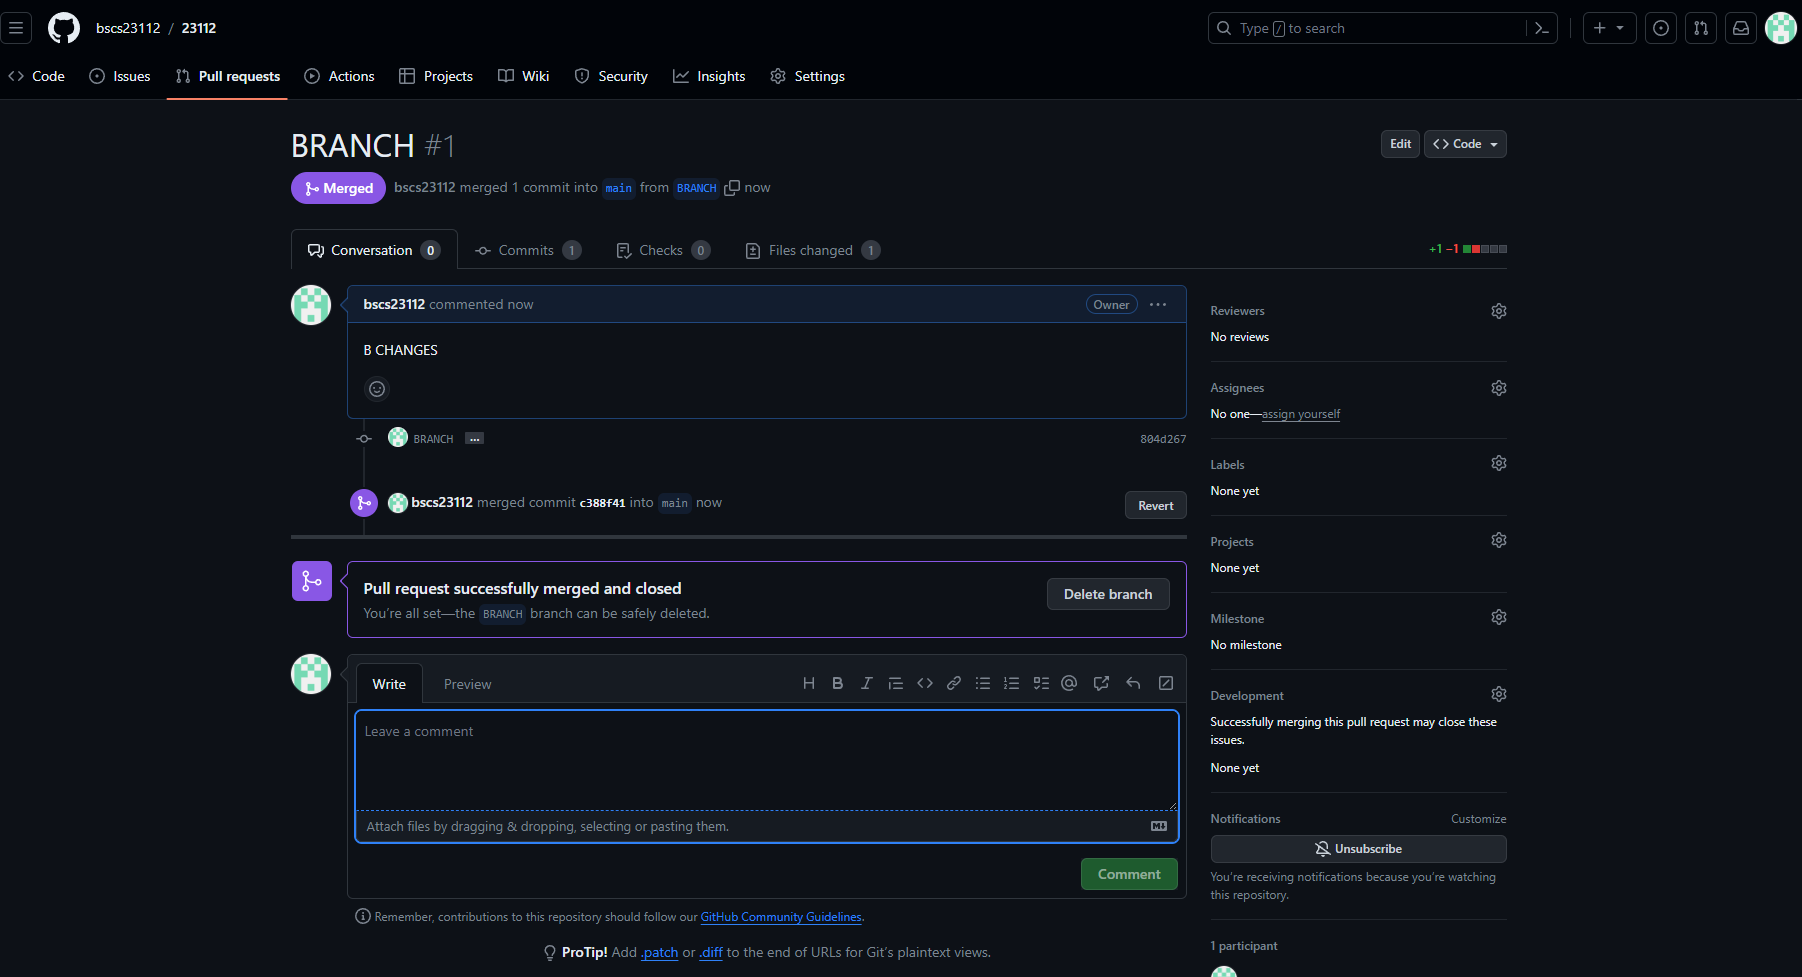 bscs23112 / 23112
Type / to search
Code
Issues
Pull requests
Actions
Projects
Wiki
Security
Insights
Settings
BRANCH #1
Edit
Code
Merged
bscs23112 merged 1 commit into main from BRANCH now
Conversation 0
Commits 1
Checks 0
Files changed 1
+1 −1
bscs23112 commented now
Owner
B CHANGES
BRANCH ...
804d267
bscs23112 merged commit c388f41 into main now
Revert
Pull request successfully merged and closed
You're all set—the BRANCH branch can be safely deleted.
Delete branch
Write
Preview
Leave a comment
Attach files by dragging & dropping, selecting or pasting them.
Comment
Remember, contributions to this repository should follow our GitHub Community Guidelines.
ProTip! Add .patch or .diff to the end of URLs for Git's plaintext views.
Reviewers
No reviews
Assignees
No one—assign yourself
Labels
None yet
Projects
None yet
Milestone
No milestone
Development
Successfully merging this pull request may close these
issues.
None yet
Notifications
Customize
Unsubscribe
You're receiving notifications because you're watching
this repository.
1 participant